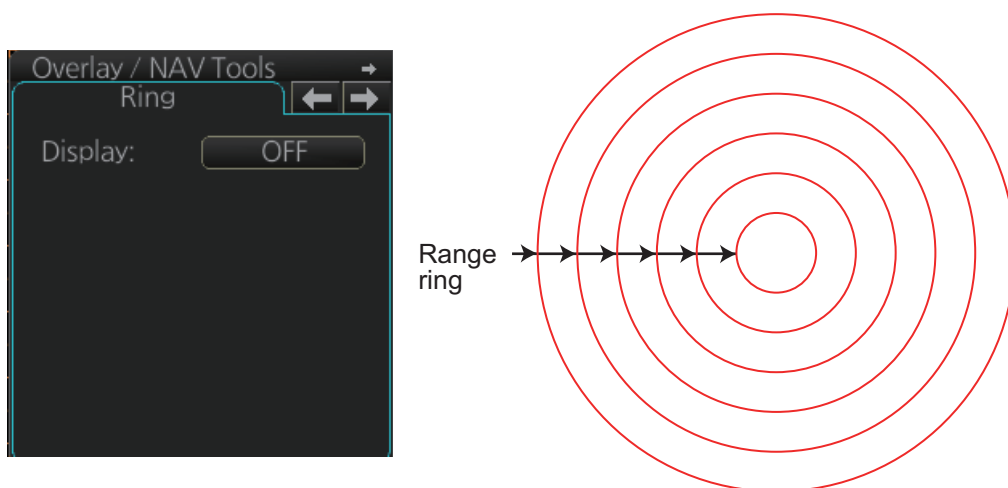 Overlay / NAV Tools
Ring
Display: OFF
Range
ring